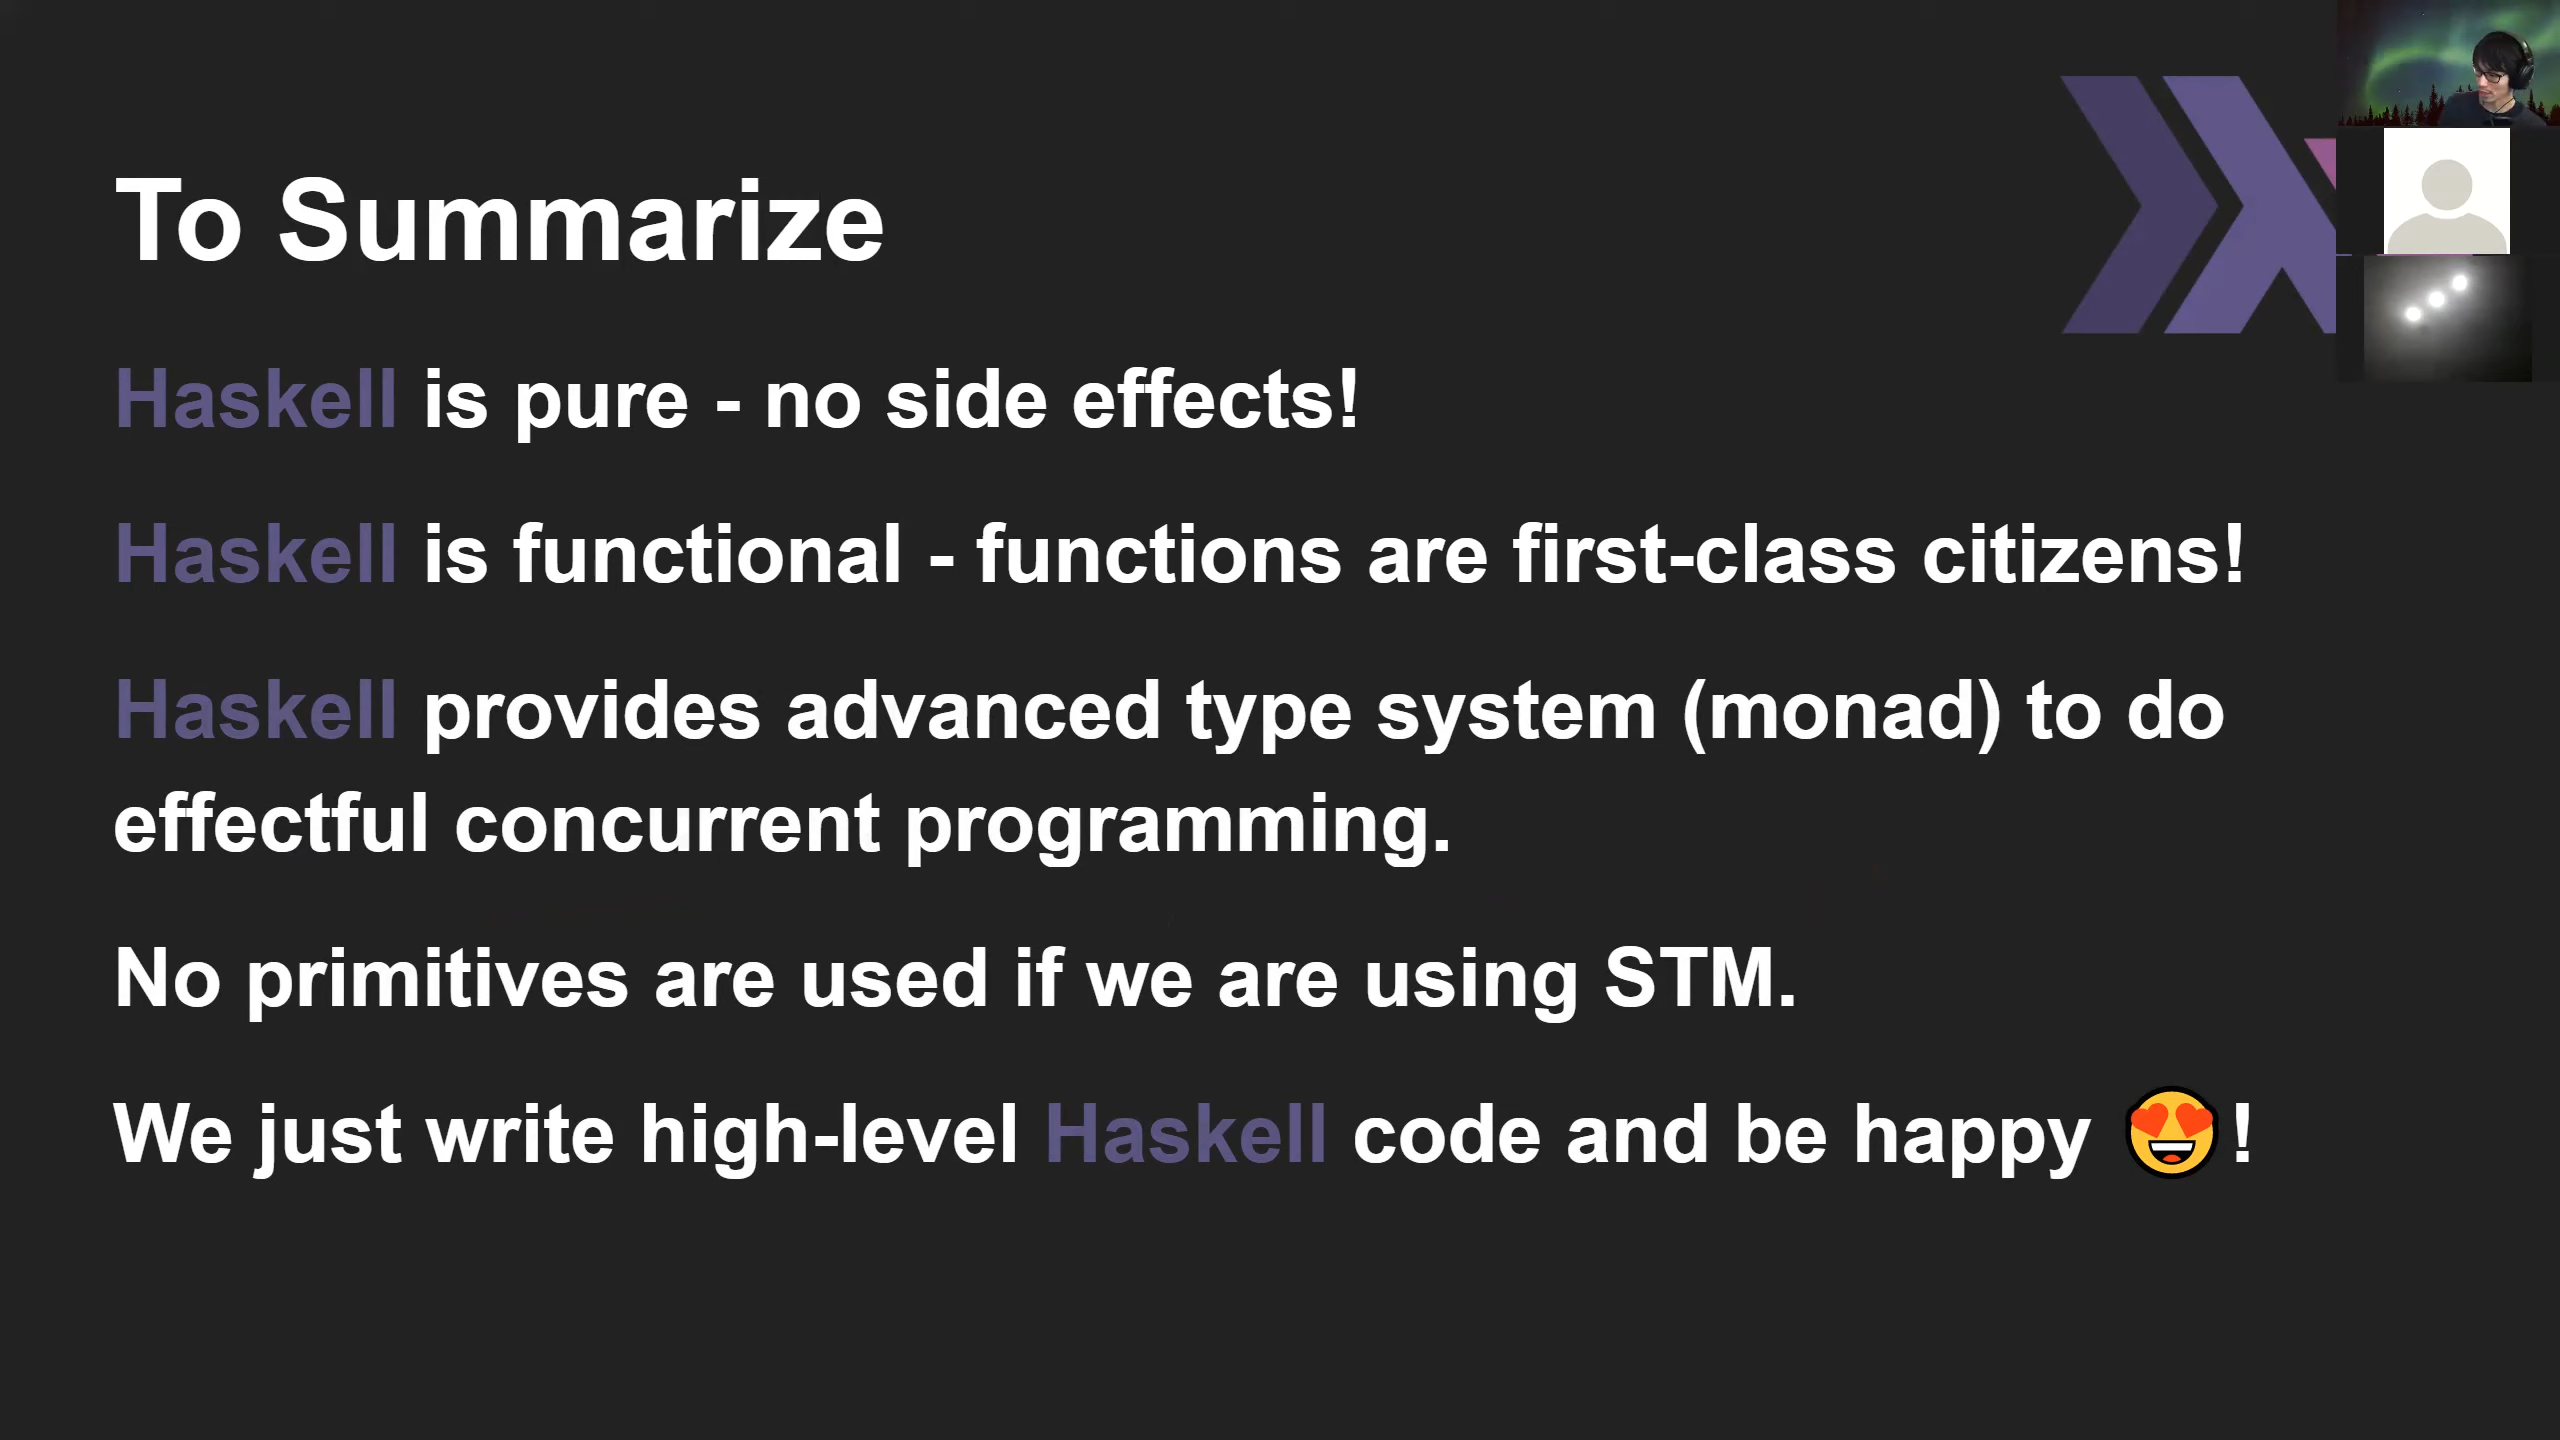 To Summarize
Haskell is pure - no side effects!
Haskell is functional - functions are first-class citizens!
Haskell provides advanced type system (monad) to do
effectful concurrent programming.
No primitives are used if we are using STM.
We just write high-level Haskell code and be happy 😍!